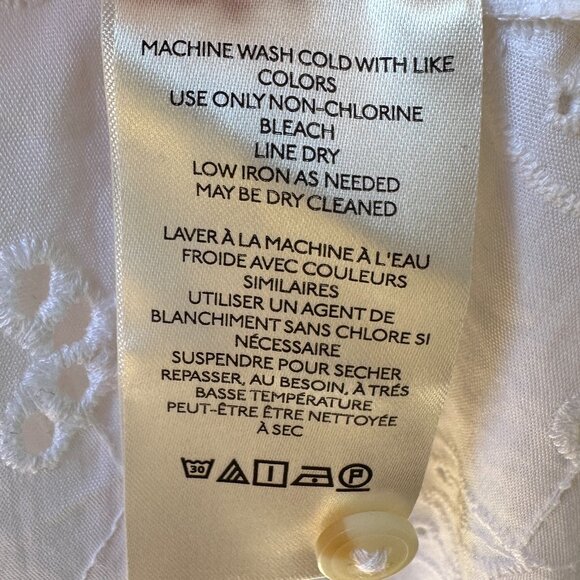 MACHINE WASH COLD WITH LIKE
COLORS
USE ONLY NON-CHLORINE
BLEACH
LINE DRY
LOW IRON AS NEEDED
MAY BE DRY CLEANED
LAVER À LA MACHINE À L'EAU
FROIDE AVEC COULEURS
SIMILAIRES
UTILISER UN AGENT DE
BLANCHIMENT SANS CHLORE SI
NÉCESSAIRE
SUSPENDRE POUR SECHER
REPASSER, AU BESOIN, À TRÉS
BASSE TEMPÉRATURE
PEUT-ÊTRE ÊTRE NETTOYÉE
À SEC
30 P